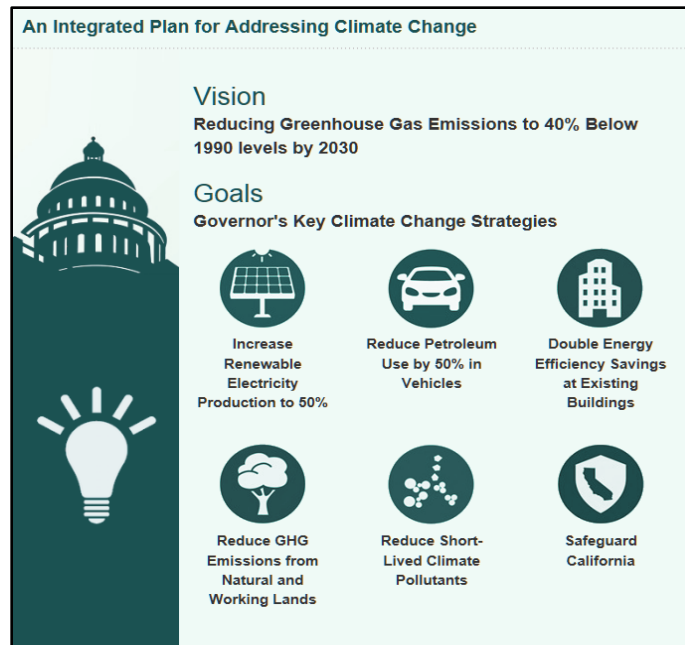 An Integrated Plan for Addressing Climate Change
Vision
Reducing Greenhouse Gas Emissions to 40% Below
1990 levels by 2030
Goals
Governor's Key Climate Change Strategies
Increase
Renewable
Electricity
Production to 50%
Reduce Petroleum
Use by 50% in
Vehicles
Double Energy
Efficiency Savings
at Existing
Buildings
Reduce GHG
Emissions from
Natural and
Working Lands
Reduce Short-
Lived Climate
Pollutants
Safeguard
California